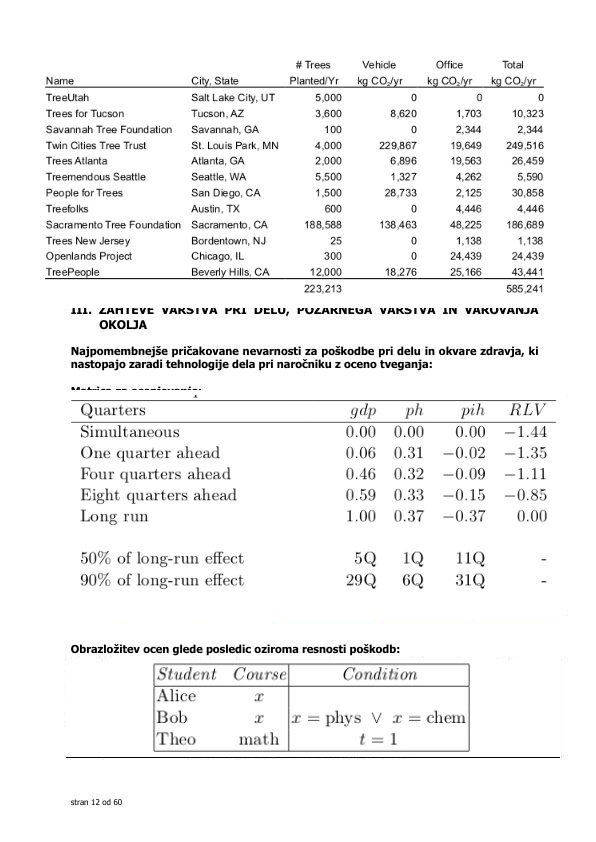 # Trees Vehicle Office Total
Name City, State Planted/Yr kg CO₂/yr kg CO₂/yr kg CO₂/yr
TreeUtah Salt Lake City, UT 5,000 0 0 0
Trees for Tucson Tucson, AZ 3,600 8,620 1,703 10,323
Savannah Tree Foundation Savannah, GA 100 0 2,344 2,344
Twin Cities Tree Trust St. Louis Park, MN 4,000 229,867 19,649 249,516
Trees Atlanta Atlanta, GA 2,000 6,896 19,563 26,459
Treemendous Seattle Seattle, WA 5,500 1,327 4,262 5,590
People for Trees San Diego, CA 1,500 28,733 2,125 30,858
Treefolks Austin, TX 600 0 4,446 4,446
Sacramento Tree Foundation Sacramento, CA 188,588 138,463 48,225 186,689
Trees New Jersey Bordentown, NJ 25 0 1,138 1,138
Openlands Project Chicago, IL 300 0 24,439 24,439
TreePeople Beverly Hills, CA 12,000 18,276 25,166 43,441
223,213 585,241
III. ZAHTEVE VARSTVA PRI DELU, POŽARNEGA VARSTVA IN VAROVANJA
OKOLJA
Najpomembnejše pričakovane nevarnosti za poškodbe pri delu in okvare zdravja, ki
nastopajo zaradi tehnologije dela pri naročniku z oceno tveganja:
Quarters gdp ph pih RLV
Simultaneous 0.00 0.00 0.00 −1.44
One quarter ahead 0.06 0.31 −0.02 −1.35
Four quarters ahead 0.46 0.32 −0.09 −1.11
Eight quarters ahead 0.59 0.33 −0.15 −0.85
Long run 1.00 0.37 −0.37 0.00
50% of long-run effect 5Q 1Q 11Q -
90% of long-run effect 29Q 6Q 31Q -
Obrazložitev ocen glede posledic oziroma resnosti poškodb:
Student Course Condition
Alice x
Bob x x = phys ∨ x = chem
Theo math t = 1
stran 12 od 60